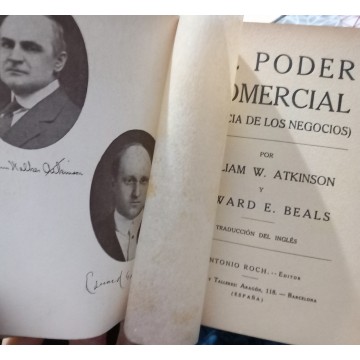 PODER
OMERCIAL
CIA DE LOS NEGOCIOS)
POR
LIAM W. ATKINSON
Y
WARD E. BEALS
TRADUCCIÓN DEL INGLÉS
NTONIO ROCH.—Editor
Aragón, 118.—Barcelona
(ESPAÑA)
Atkinson